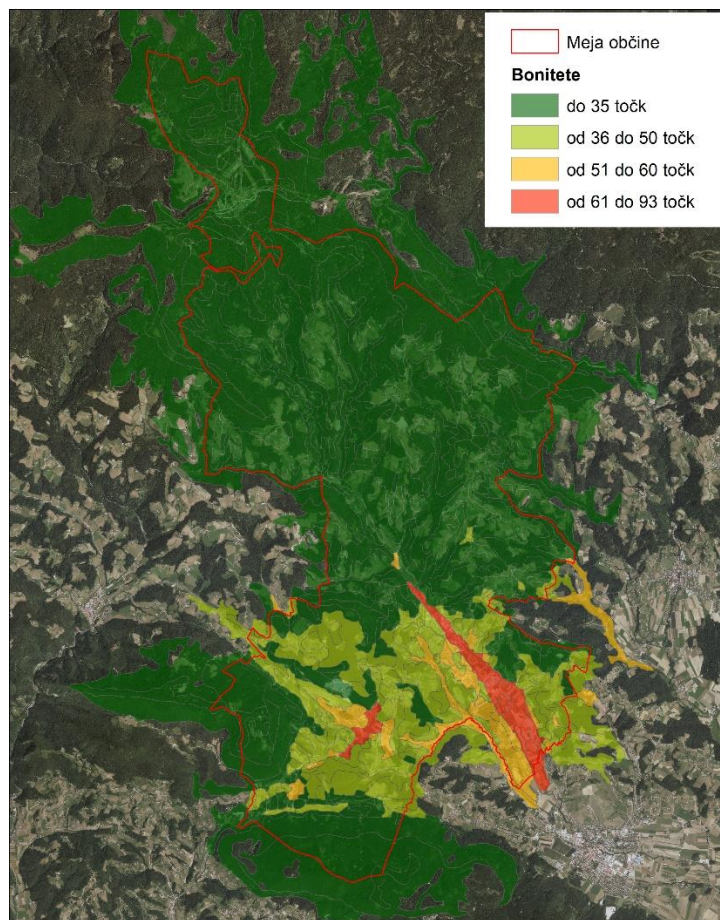 Meja občine
Bonitete
do 35 točk
od 36 do 50 točk
od 51 do 60 točk
od 61 do 93 točk